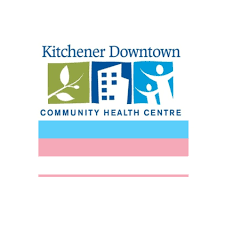 Kitchener Downtown
COMMUNITY HEALTH CENTRE